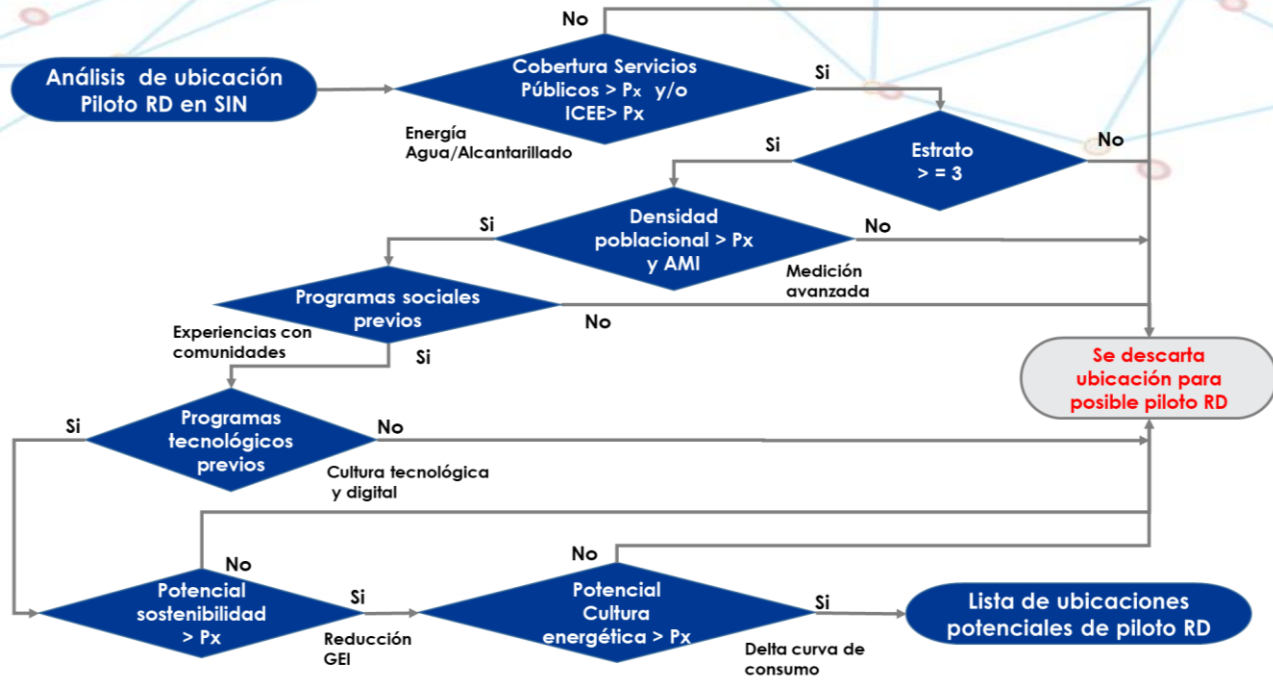 Análisis de ubicación
Piloto RD en SIN
No
Cobertura Servicios
Públicos > Px y/o
ICEE> Px
Si
Energía
Agua/Alcantarillado
Estrato
> = 3
No
Si
Densidad
poblacional > Px
y AMI
No
Si
Medición
avanzada
Programas sociales
previos
No
Experiencias con
comunidades
Si
Se descarta
ubicación para
posible piloto RD
Programas
tecnológicos
previos
Si
No
Cultura tecnológica
y digital
No
Potencial
sostenibilidad
> Px
Si
Reducción
GEI
No
Potencial
Cultura
energética > Px
Si
Delta curva de
consumo
Lista de ubicaciones
potenciales de piloto RD